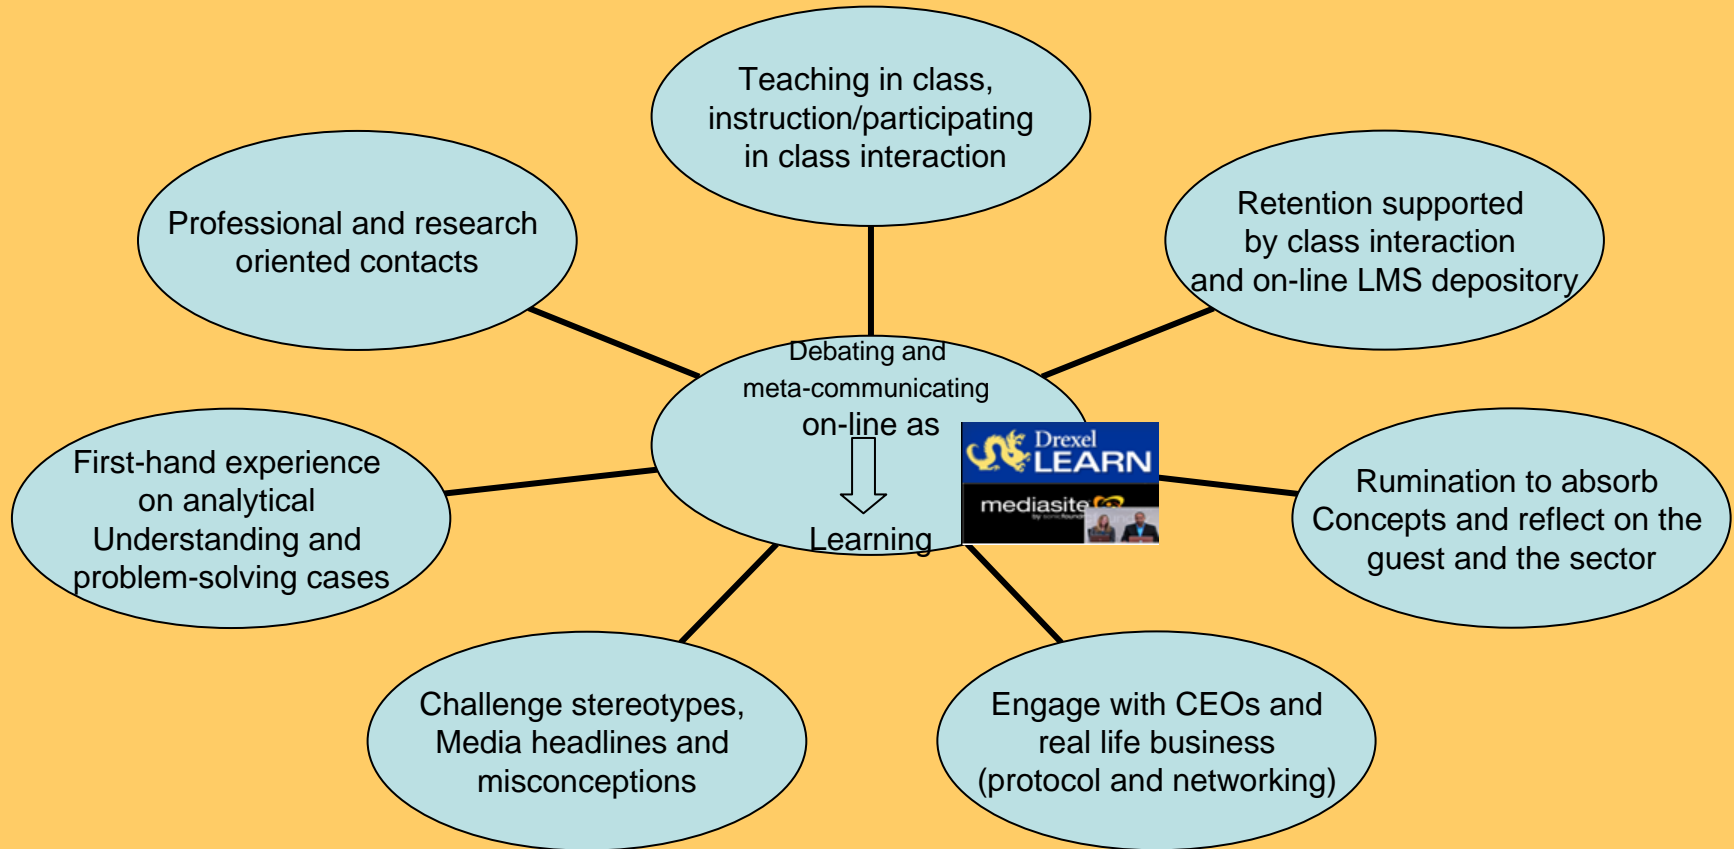 Teaching in class,
instruction/participating
in class interaction
Professional and research
oriented contacts
Retention supported
by class interaction
and on-line LMS depository
Debating and
meta-communicating
on-line as
Learning
Drexel
LEARN
mediasite
by sonicfoundry
First-hand experience
on analytical
Understanding and
problem-solving cases
Rumination to absorb
Concepts and reflect on the
guest and the sector
Challenge stereotypes,
Media headlines and
misconceptions
Engage with CEOs and
real life business
(protocol and networking)